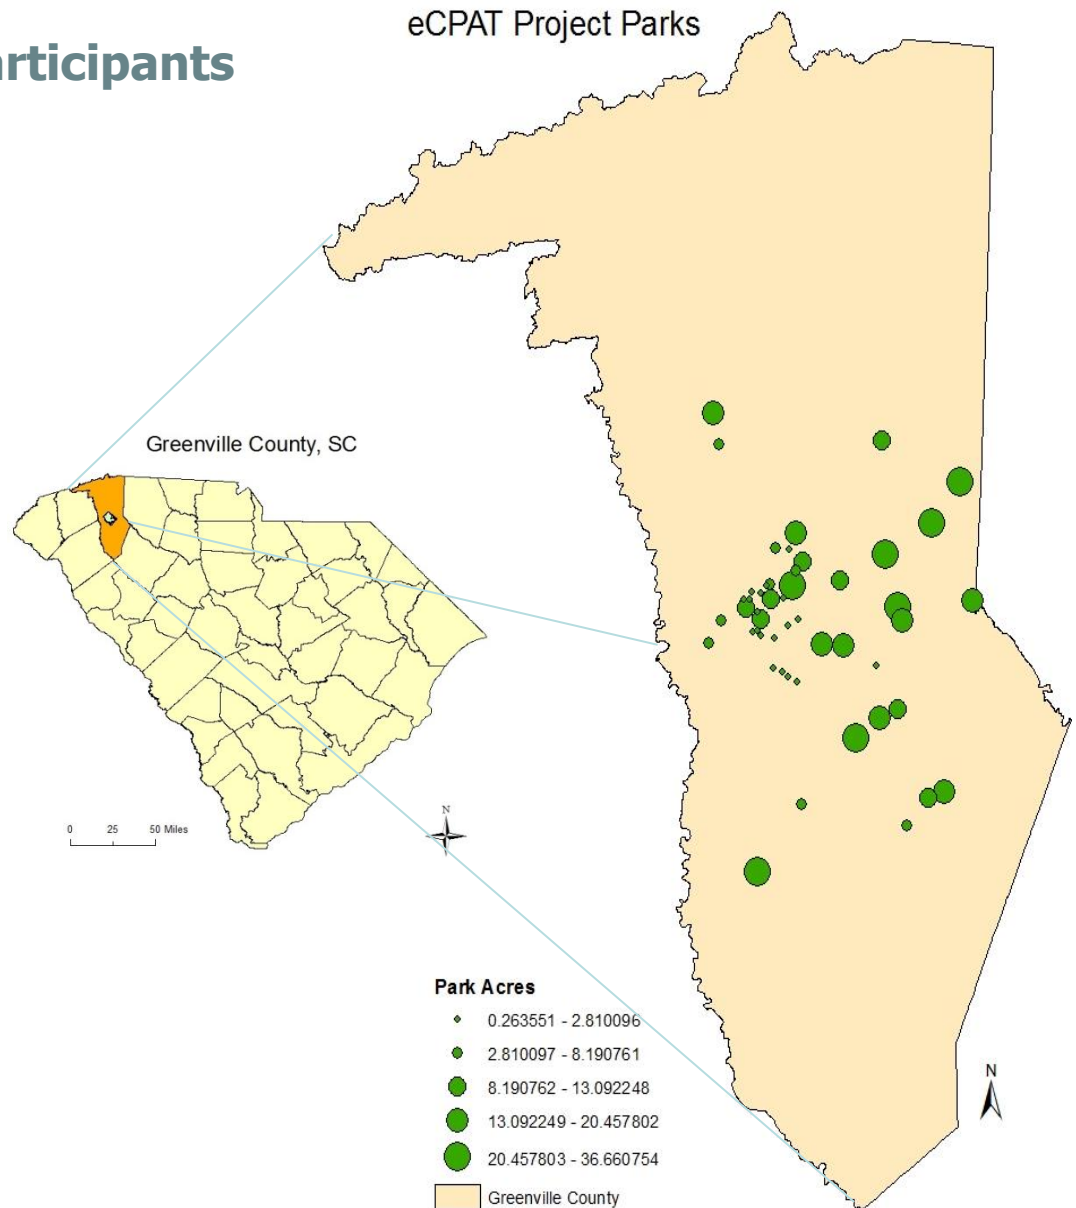 eCPAT Project Parks
articipants
Greenville County, SC
0 25 50 Miles
N
Park Acres
0.263551 - 2.810096
2.810097 - 8.190761
8.190762 - 13.092248
13.092249 - 20.457802
20.457803 - 36.660754
Greenville County
N